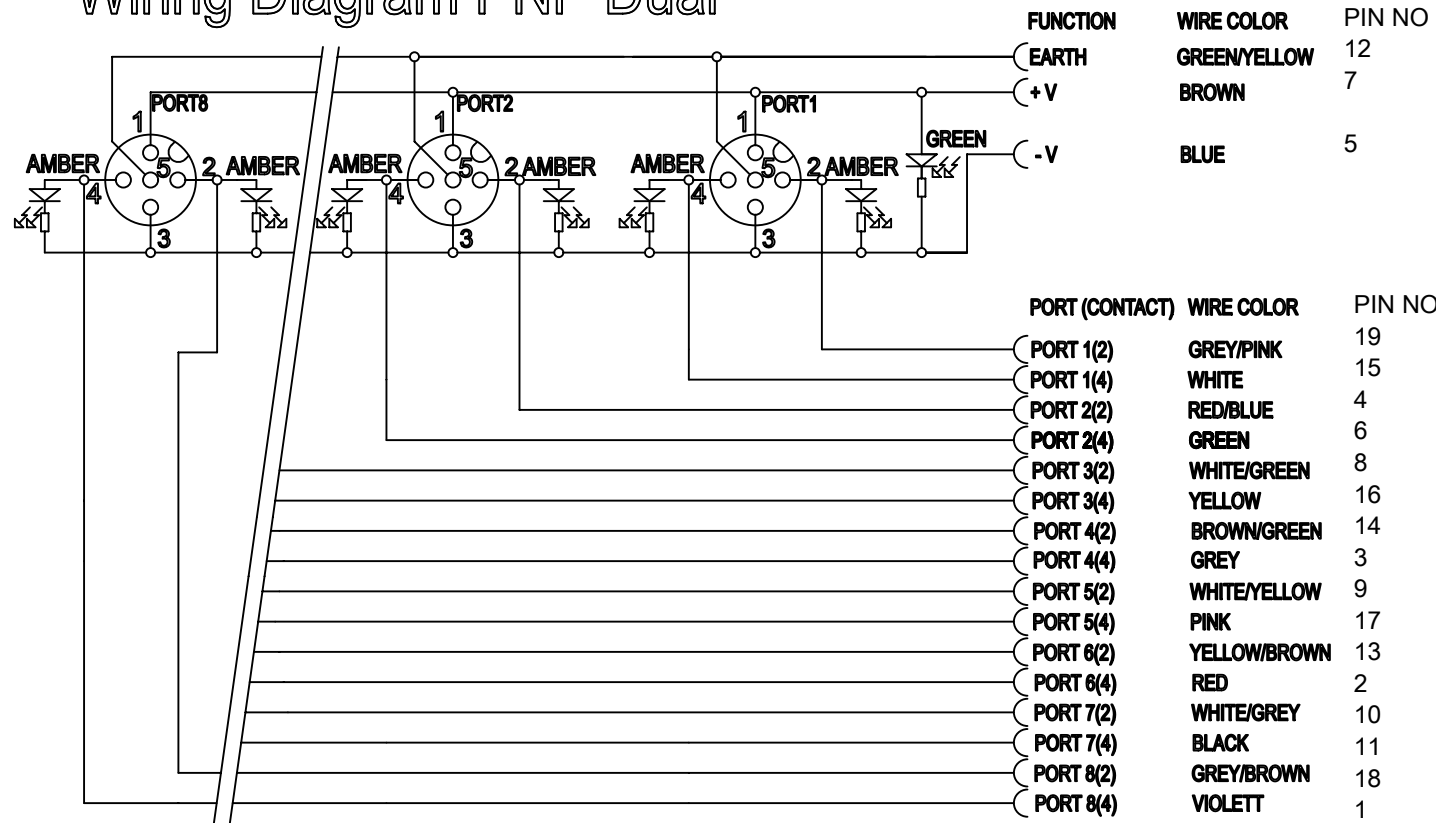 Wiring Diagram PNP Dual
FUNCTION WIRE COLOR PIN NO
EARTH GREEN/YELLOW 12
+ V BROWN 7
- V BLUE 5
PORT8 PORT2 PORT1
1 1 1
GREEN
AMBER 5 2 AMBER AMBER 5 2 AMBER AMBER 5 2 AMBER
4 4 4
3 3 3
PORT (CONTACT) WIRE COLOR PIN NO
PORT 1(2) GREY/PINK 19
PORT 1(4) WHITE 15
PORT 2(2) RED/BLUE 4
PORT 2(4) GREEN 6
PORT 3(2) WHITE/GREEN 8
PORT 3(4) YELLOW 16
PORT 4(2) BROWN/GREEN 14
PORT 4(4) GREY 3
PORT 5(2) WHITE/YELLOW 9
PORT 5(4) PINK 17
PORT 6(2) YELLOW/BROWN 13
PORT 6(4) RED 2
PORT 7(2) WHITE/GREY 10
PORT 7(4) BLACK 11
PORT 8(2) GREY/BROWN 18
PORT 8(4) VIOLETT 1